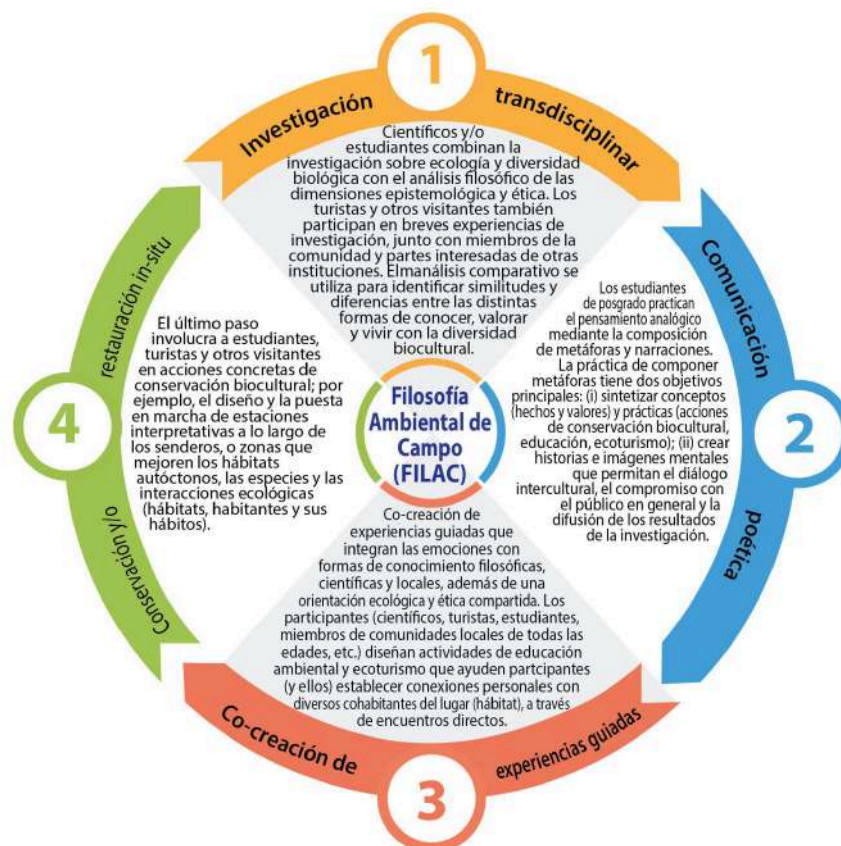 1
Investigación transdisciplinar
Científicos y/o
estudiantes combinan la
investigación sobre ecología y diversidad
biológica con el análisis filosófico de las
dimensiones epistemológica y ética. Los
turistas y otros visitantes también
participan en breves experiencias de
investigación, junto con miembros de la
comunidad y partes interesadas de otras
instituciones. Elmanálisis comparativo se
utiliza para identificar similitudes y
diferencias entre las distintas
formas de conocer, valorar
y vivir con la diversidad
biocultural.
2
Comunicación poética
Los estudiantes
de posgrado practican
el pensamiento analógico
mediante la composición
de metáforas y narraciones.
La práctica de componer
metáforas tiene dos objetivos
principales: (i) sintetizar conceptos
(hechos y valores) y prácticas (acciones
de conservación biocultural,
educación, ecoturismo); (ii) crear
historias e imágenes mentales
que permitan el diálogo
intercultural, el compromiso con
el público en general y la
difusión de los resultados
de la investigación.
Filosofía
Ambiental de
Campo
(FILAC)
3
Co-creación de experiencias guiadas
Co-creación de
experiencias guiadas que
integran las emociones con
formas de conocimiento filosóficas,
científicas y locales, además de una
orientación ecológica y ética compartida. Los
participantes (científicos, turistas, estudiantes,
miembros de comunidades locales de todas las
edades, etc.) diseñan actividades de educación
ambiental y ecoturismo que ayuden partcipantes
(y ellos) establecer conexiones personales con
diversos cohabitantes del lugar (hábitat), a través
de encuentros directos.
4
Conservación y/o restauración in-situ
El último paso
involucra a estudiantes,
turistas y otros visitantes
en acciones concretas de
conservación biocultural; por
ejemplo, el diseño y la puesta
en marcha de estaciones
interpretativas a lo largo de
los senderos, o zonas que
mejoren los hábitats
autóctonos, las especies y las
interacciones ecológicas
(hábitats, habitantes y sus
hábitos).